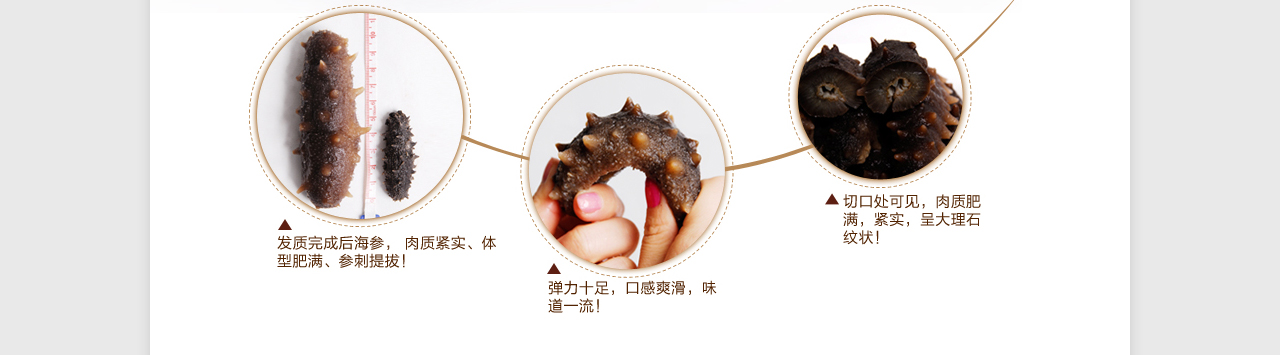 发质完成后海参， 肉质紧实、体
型肥满、参刺提拔！
弹力十足，口感爽滑，味
道一流！
切口处可见，肉质肥
满，紧实，呈大理石
纹状！